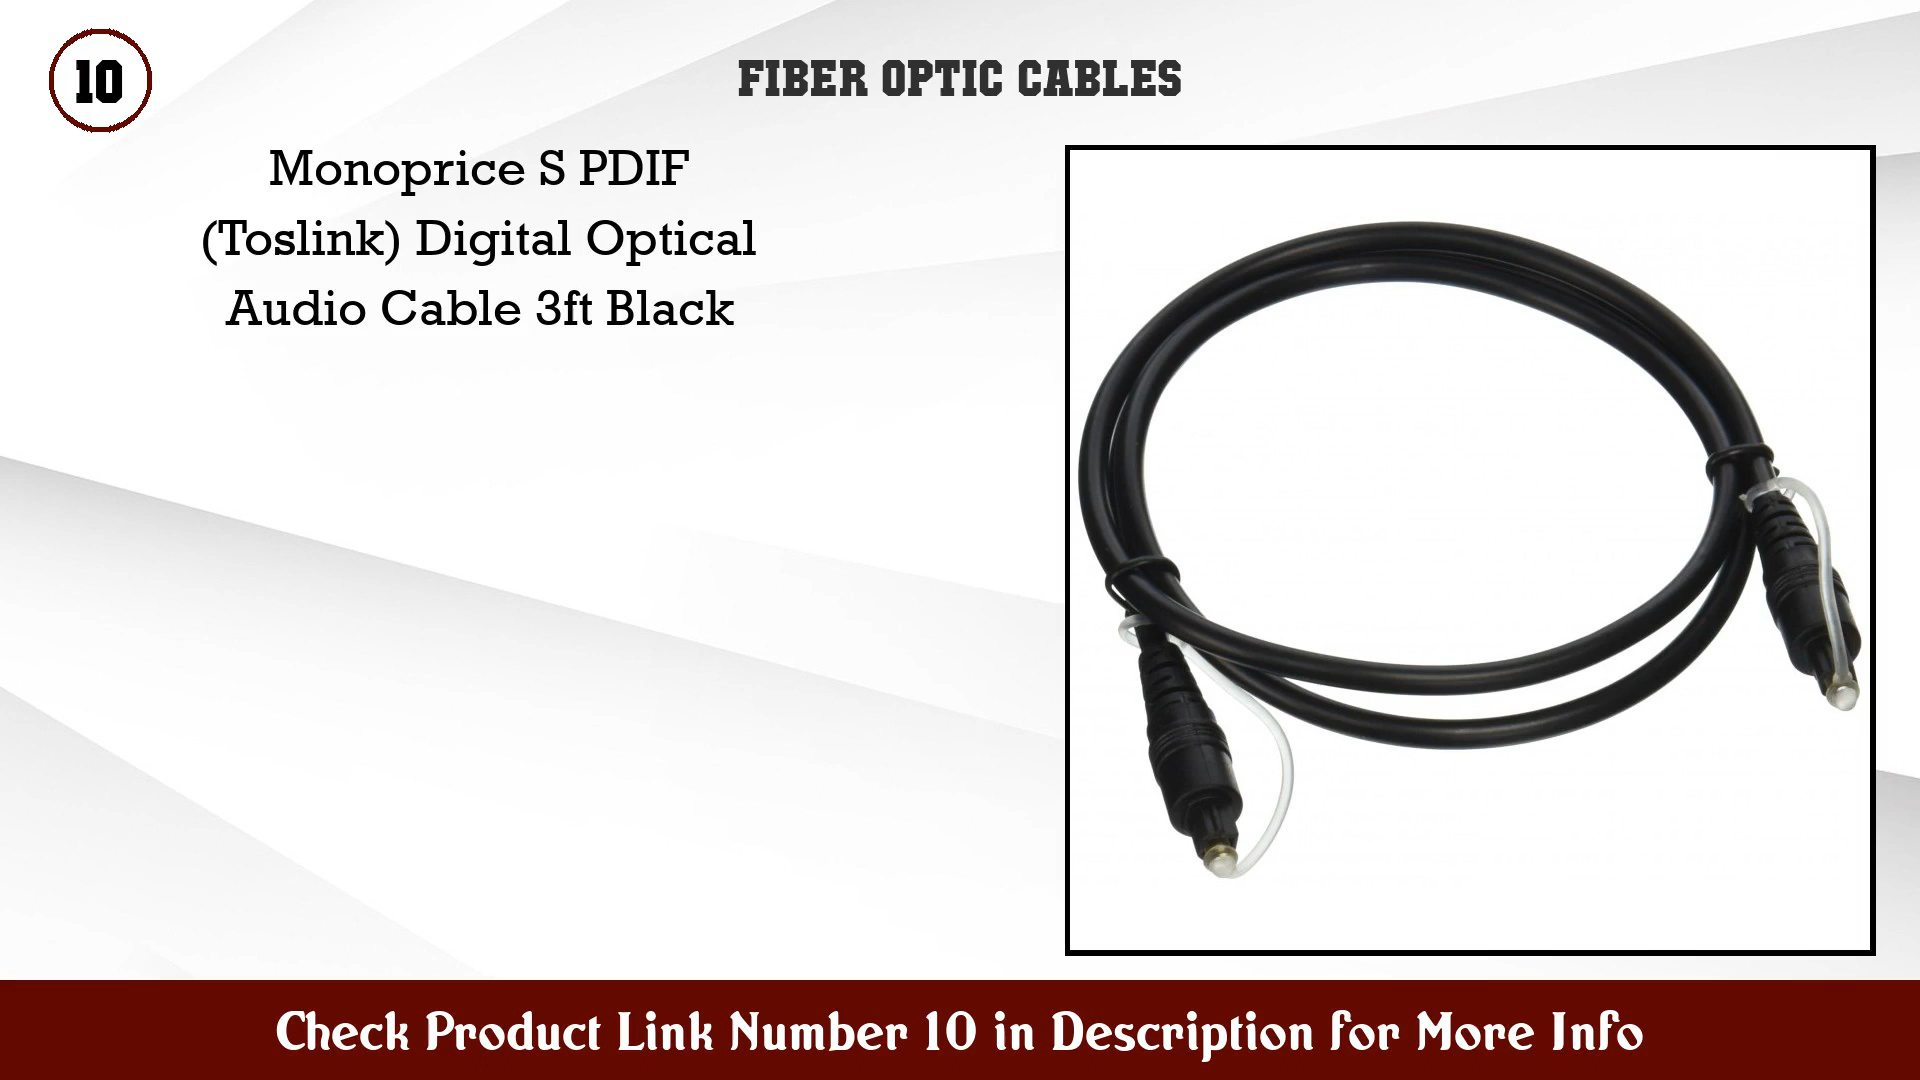 10
FIBER OPTIC CABLES
Monoprice S PDIF
(Toslink) Digital Optical
Audio Cable 3ft Black
Check Product Link Number 10 in Description for More Info